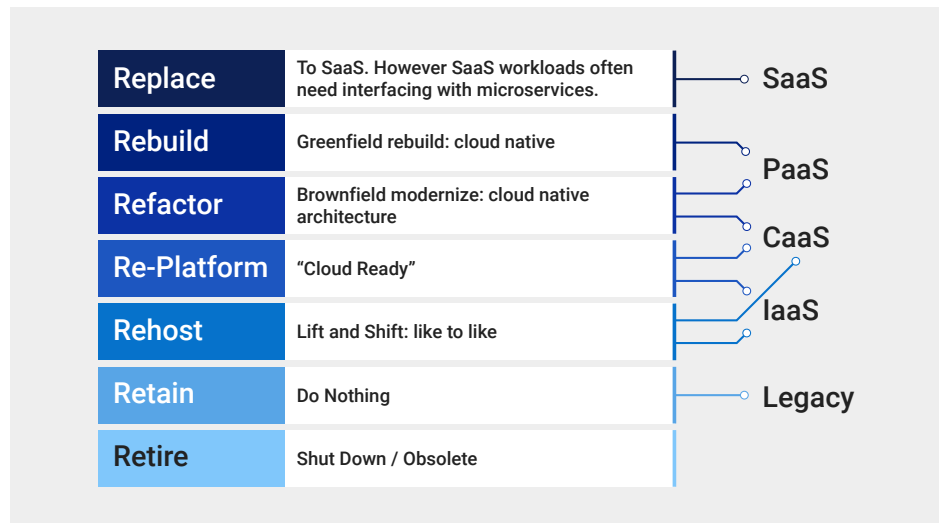 Replace
To SaaS. However SaaS workloads often
need interfacing with microservices.
SaaS
Rebuild
Greenfield rebuild: cloud native
PaaS
Refactor
Brownfield modernize: cloud native
architecture
CaaS
Re-Platform
“Cloud Ready”
IaaS
Rehost
Lift and Shift: like to like
Retain
Do Nothing
Legacy
Retire
Shut Down / Obsolete